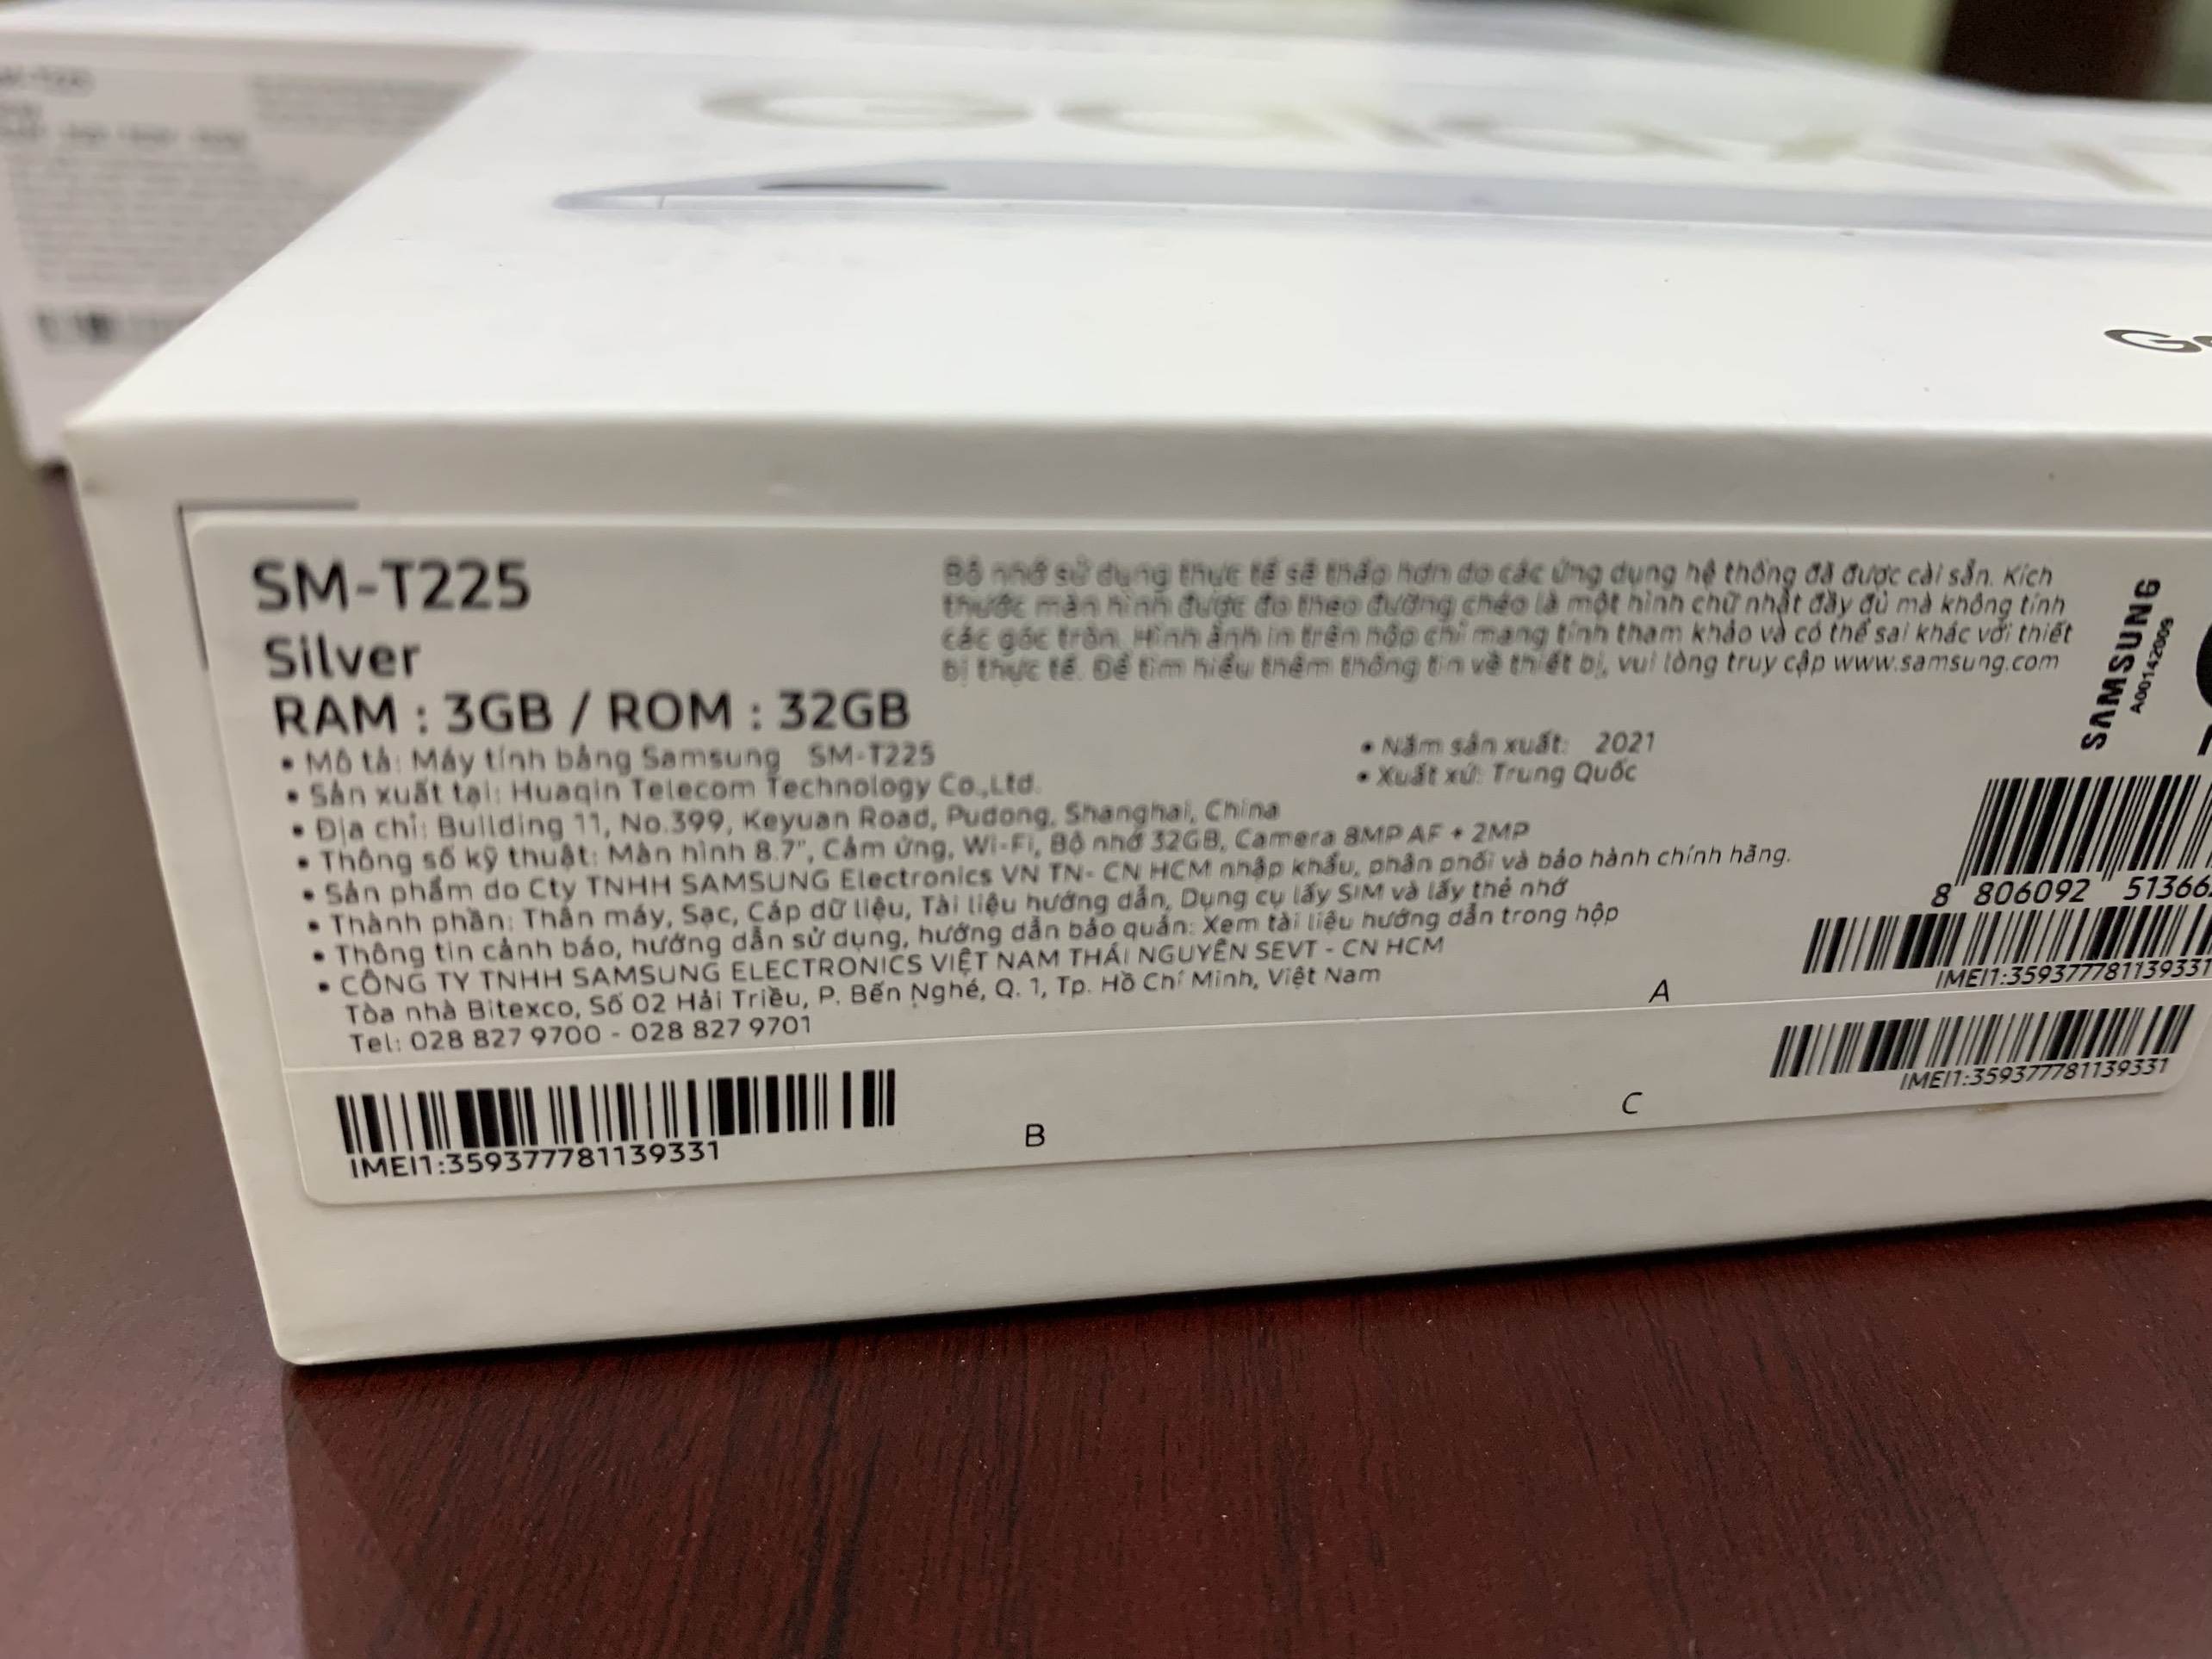 Galaxy
SM-T225
Silver
RAM : 3GB / ROM : 32GB
Bộ nhớ sử dụng thực tế sẽ thấp hơn do các ứng dụng hệ thống đã được cài sẵn. Kích
thước màn hình được đo theo đường chéo là một hình chữ nhật đầy đủ mà không tính
các góc tròn. Hình ảnh in trên hộp chỉ mang tính tham khảo và có thể sai khác với thiết
bị thực tế. Để tìm hiểu thêm thông tin về thiết bị, vui lòng truy cập www.samsung.com
• Mô tả: Máy tính bảng Samsung SM-T225
• Sản xuất tại: Huaqin Telecom Technology Co.,Ltd.
• Địa chỉ: Building 11, No.399, Keyuan Road, Pudong, Shanghai, China
• Thông số kỹ thuật: Màn hình 8.7", Cảm ứng, Wi-Fi, Bộ nhớ 32GB, Camera 8MP AF + 2MP
• Sản phẩm do Cty TNHH SAMSUNG Electronics VN TN- CN HCM nhập khẩu, phân phối và bảo hành chính hãng.
• Thành phần: Thân máy, Sạc, Cáp dữ liệu, Tài liệu hướng dẫn, Dụng cụ lấy SIM và lấy thẻ nhớ
• Thông tin cảnh báo, hướng dẫn sử dụng, hướng dẫn bảo quản: Xem tài liệu hướng dẫn trong hộp
• CÔNG TY TNHH SAMSUNG ELECTRONICS VIỆT NAM THÁI NGUYÊN SEVT - CN HCM
Tòa nhà Bitexco, Số 02 Hải Triều, P. Bến Nghé, Q. 1, Tp. Hồ Chí Minh, Việt Nam
Tel: 028 827 9700 - 028 827 9701
• Năm sản xuất: 2021
• Xuất xứ: Trung Quốc
SAMSUNG
A00142009
8 806092 51366
IMEI1:359377781139331
A
IMEI1:359377781139331
B
C
IMEI1:359377781139331